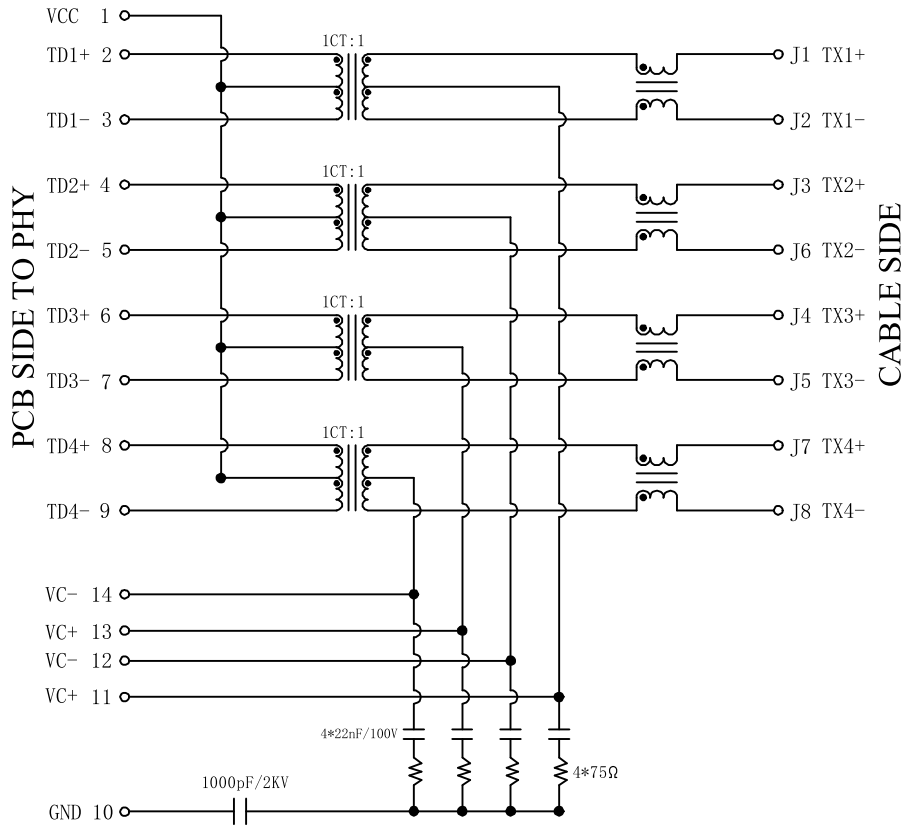 VCC 1
1CT:1
TD1+ 2
J1 TX1+
TD1- 3
J2 TX1-
1CT:1
TD2+ 4
J3 TX2+
TD2- 5
J6 TX2-
PCB SIDE TO PHY
CABLE SIDE
1CT:1
TD3+ 6
J4 TX3+
TD3- 7
J5 TX3-
1CT:1
TD4+ 8
J7 TX4+
TD4- 9
J8 TX4-
VC- 14
VC+ 13
VC- 12
VC+ 11
4*22nF/100V
4*75Ω
1000pF/2KV
GND 10